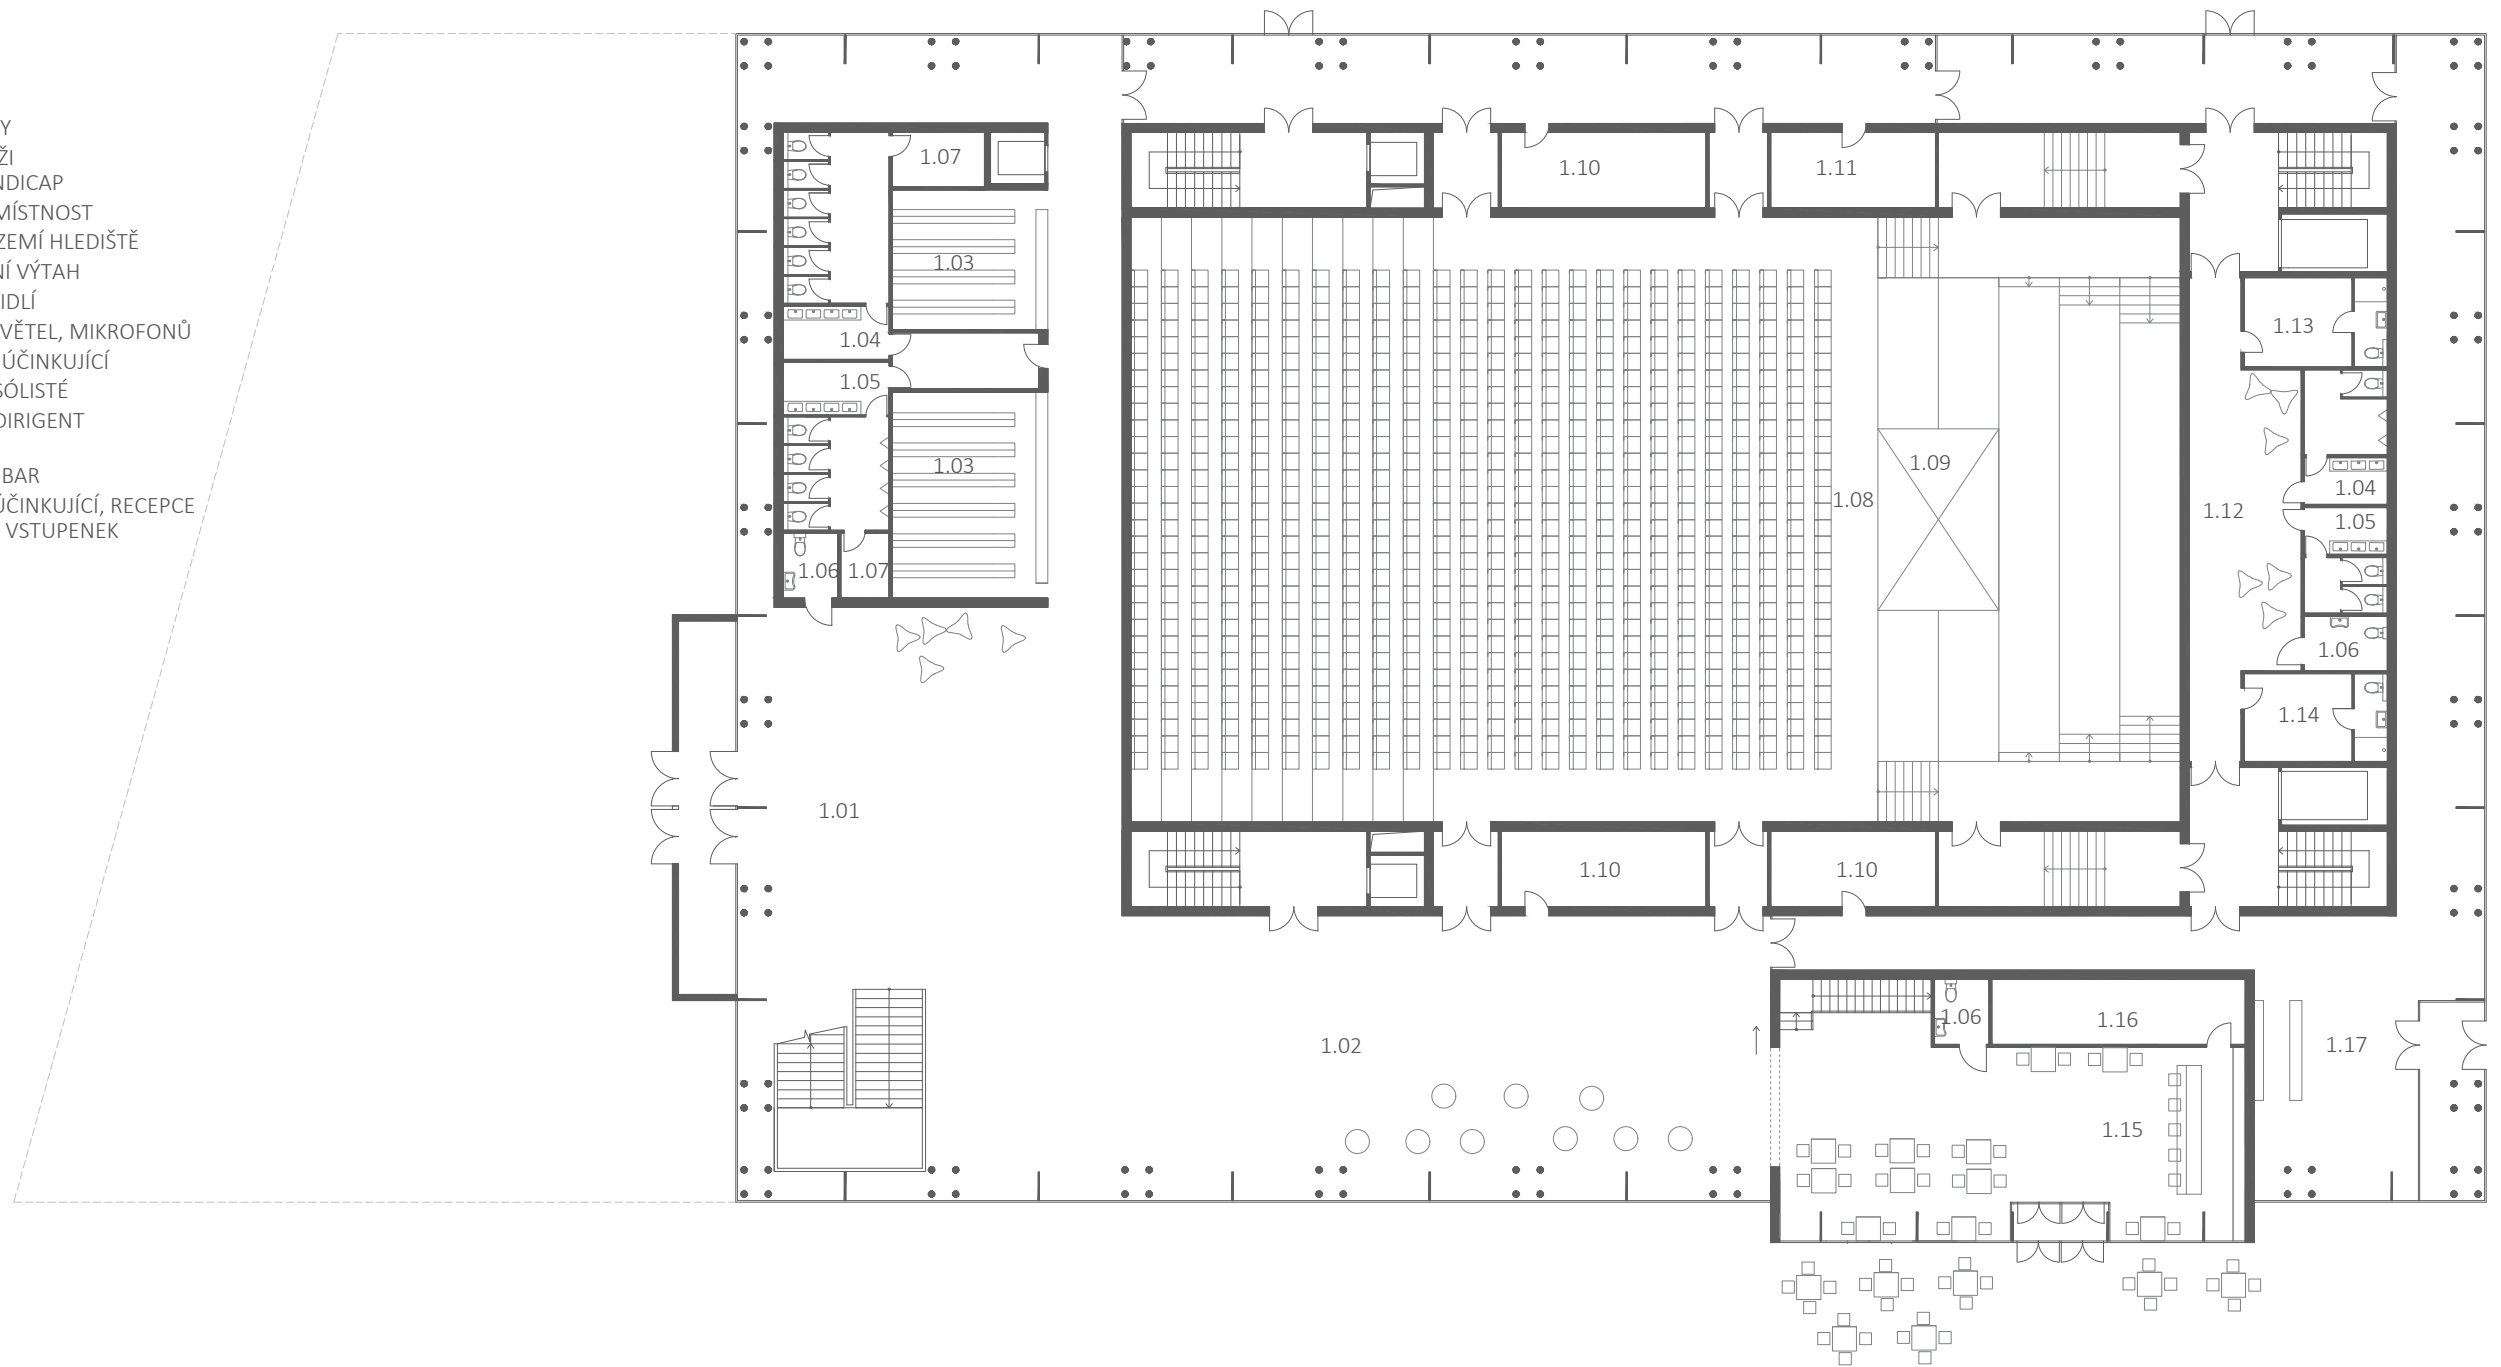 Y
ŽI
NDICAP
MÍSTNOST
ZEMÍ HLEDIŠTĚ
NÍ VÝTAH
IDLÍ
VĚTEL, MIKROFONŮ
ÚČINKUJÍCÍ
SÓLISTÉ
DIRIGENT
BAR
ÚČINKUJÍCÍ, RECEPCE
VSTUPENEK
1.07
1.10
1.11
1.03
1.04
1.05
1.03
1.06
1.07
1.09
1.08
1.12
1.13
1.04
1.05
1.06
1.14
1.01
1.10
1.10
1.02
1.06
1.16
1.17
1.15